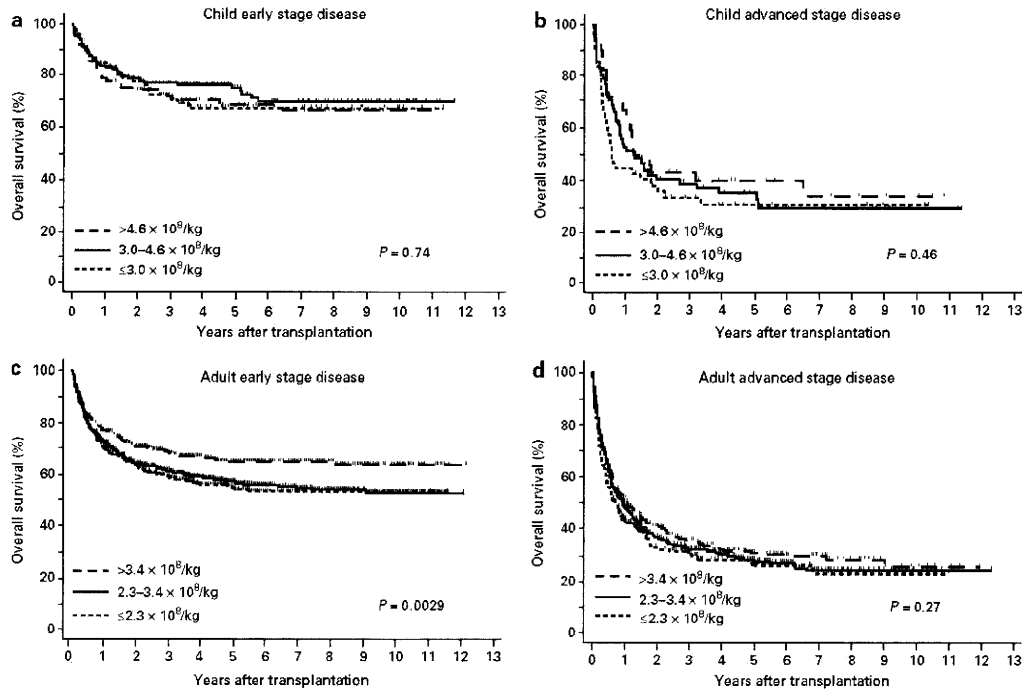 a
Child early stage disease
100
80
60
40
20
0
Overall survival (%)
>4.6 × 10⁸/kg
3.0–4.6 × 10⁸/kg
≤3.0 × 10⁸/kg
P = 0.74
0 1 2 3 4 5 6 7 8 9 10 11 12 13
Years after transplantation
b
Child advanced stage disease
100
80
60
40
20
0
Overall survival (%)
>4.6 × 10⁸/kg
3.0–4.6 × 10⁸/kg
≤3.0 × 10⁸/kg
P = 0.46
0 1 2 3 4 5 6 7 8 9 10 11 12 13
Years after transplantation
c
Adult early stage disease
100
80
60
40
20
0
Overall survival (%)
>3.4 × 10⁸/kg
2.3–3.4 × 10⁸/kg
≤2.3 × 10⁸/kg
P = 0.0029
0 1 2 3 4 5 6 7 8 9 10 11 12 13
Years after transplantation
d
Adult advanced stage disease
100
80
60
40
20
0
Overall survival (%)
>3.4 × 10⁸/kg
2.3–3.4 × 10⁸/kg
≤2.3 × 10⁸/kg
P = 0.27
0 1 2 3 4 5 6 7 8 9 10 11 12 13
Years after transplantation